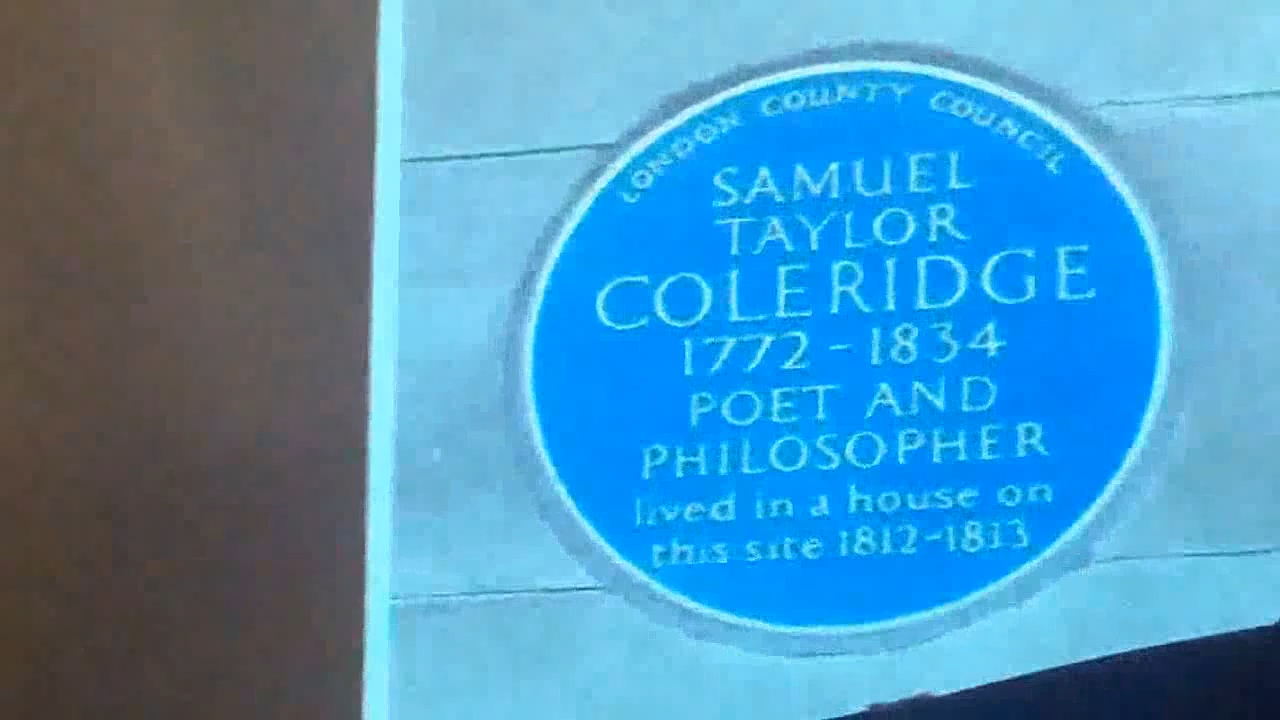 LONDON COUNTY COUNCIL
SAMUEL
TAYLOR
COLERIDGE
1772 - 1834
POET AND
PHILOSOPHER
lived in a house on
this site 1812-1813